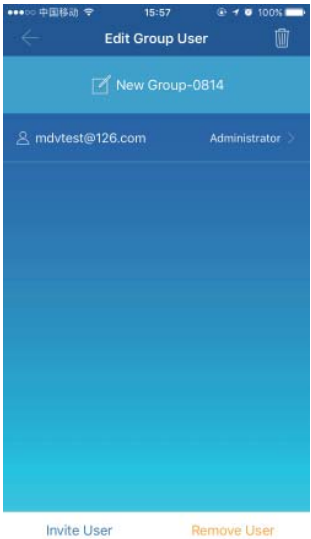 中国移动 15:57 100%
Edit Group User
New Group-0814
mdvtest@126.com Administrator
Invite User Remove User